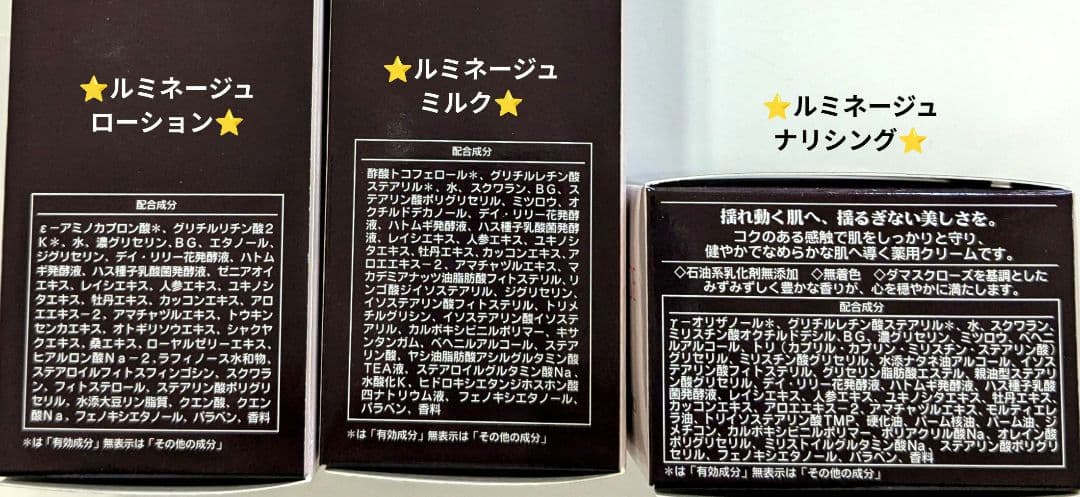 ⭐ルミネージュ
ローション⭐
配合成分
ε-アミノカプロン酸*、グリチルリチン酸2
K*、水、濃グリセリン、BG、エタノール、
ジグリセリン、デイ・リリー花発酵液、ハトム
ギ発酵液、ハス種子乳酸菌発酵液、ゼニアオイ
エキス、レイシエキス、人参エキス、ユキノシ
タエキス、牡丹エキス、カッコンエキス、アロ
エエキス-2、アマチャヅルエキス、トウキン
センカエキス、オトギリソウエキス、シャクヤ
クエキス、桑エキス、ローヤルゼリーエキス、
ヒアルロン酸Na-2、ラフィノース水和物、
ステアロイルフィトスフィンゴシン、スクワラ
ン、フィトステロール、ステアリン酸ポリグリ
セリル、水添大豆リン脂質、クエン酸、クエン
酸Na、フェノキシエタノール、パラベン、香料
*は「有効成分」無表示は「その他の成分」
⭐ルミネージュ
ミルク⭐
配合成分
酢酸トコフェロール*、グリチルレチン酸
ステアリル*、水、スクワラン、BG、ス
テアリン酸ポリグリセリル、ミツロウ、オ
クチルドデカノール、デイ・リリー花発酵
液、ハトムギ発酵液、ハス種子乳酸菌発酵
液、レイシエキス、人参エキス、ユキノシ
タエキス、牡丹エキス、カッコンエキス、ア
ロエエキス-2、アマチャヅルエキス、マ
カデミアナッツ油脂肪酸フィトステリル、リ
ンゴ酸ジイソステアリル、ジグリセリン、
イソステアリン酸フィトステリル、トリメ
チルグリシン、イソステアリン酸イソステ
アリル、カルボキシビニルポリマー、キサ
ンタンガム、ベヘニルアルコール、ステア
リン酸、ヤシ油脂肪酸アシルグルタミン酸
TEA液、ステアロイルグルタミン酸Na、
水酸化K、ヒドロキシエタンジホスホン酸
四ナトリウム液、フェノキシエタノール、
パラベン、香料
*は「有効成分」無表示は「その他の成分」
⭐ルミネージュ
ナリシング⭐
揺れ動く肌へ、揺るぎない美しさを。
コクのある感触で肌をしっかりと守り、
健やかでなめらかな肌へ導く薬用クリームです。
◇石油系乳化剤無添加 ◇無着色 ◇ダマスクローズを基調とした
みずみずしく豊かな香りが、心を穏やかに満たします。
配合成分
γ-オリザノール*、グリチルレチン酸ステアリル*、水、スクワラン、
ミリスチン酸オクチルドデシル、BG、濃グリセリン、ミツロウ、ベヘニ
ルアルコール、トリ(カプリル・カプリン・ミリスチン・ステアリン酸)
グリセリル、ミリスチン酸グリセリル、水添ナタネ油アルコール、イソス
テアリン酸フィトステリル、グリセリン脂肪酸エステル、親油型ステアリ
ン酸グリセリル、デイ・リリー花発酵液、ハトムギ発酵液、ハス種子乳酸
菌発酵液、レイシエキス、人参エキス、ユキノシタエキス、牡丹エキス、
カッコンエキス、アロエエキス-2、アマチャヅルエキス、モルティエレ
ラ油、トリイソステアリン酸TMP、硬化油、パーム核油、パーム油、ジ
メチコン、カルボキシビニルポリマー、ポリアクリル酸Na、オレイン酸
ポリグリセリル、ミリストイルグルタミン酸Na、ステアリン酸ポリグリ
セリル、フェノキシエタノール、パラベン、香料
*は「有効成分」無表示は「その他の成分」